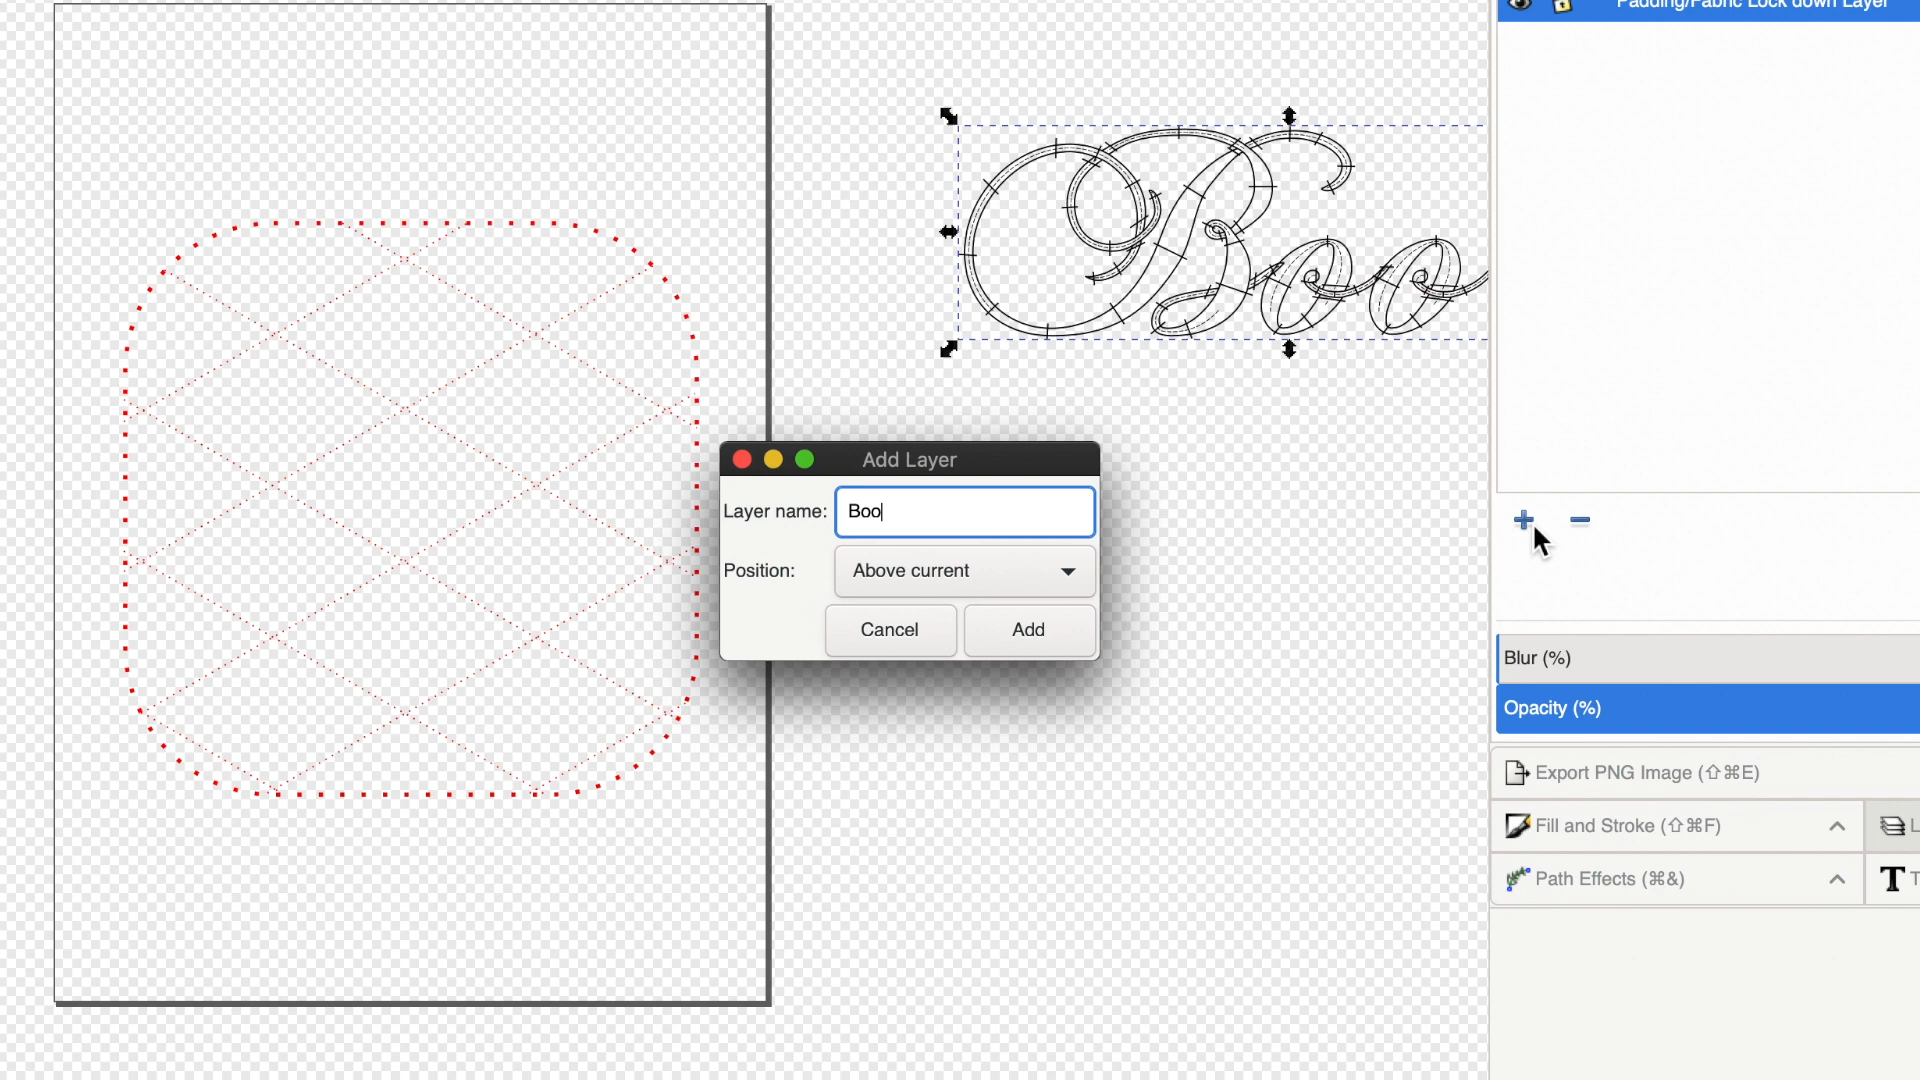 Padding/Fabric Lock down Layer
Boo
Add Layer
Layer name: Boo
Position: Above current
Cancel Add
Blur (%)
Opacity (%)
Export PNG Image (⇧⌘E)
Fill and Stroke (⇧⌘F)
Path Effects (⌘&)